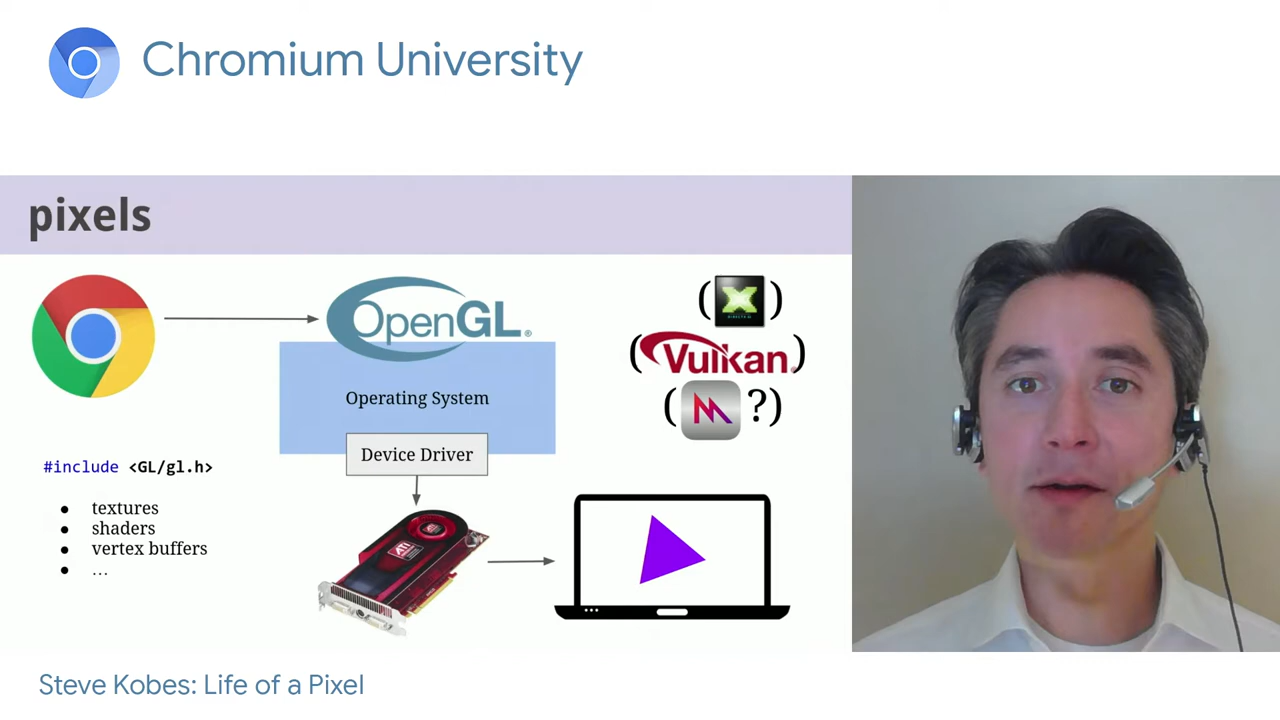 Chromium University
pixels
OpenGL®
( )
(Vulkan)
( ?)
Operating System
Device Driver
#include <GL/gl.h>
● textures
● shaders
● vertex buffers
● ...
ATI
Steve Kobes: Life of a Pixel